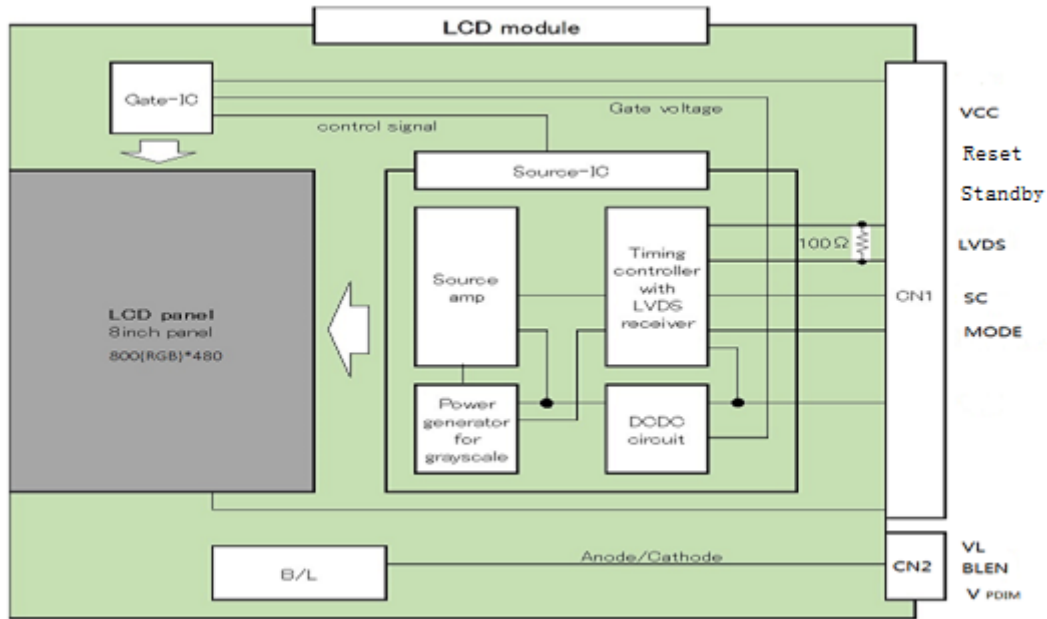 LCD module
Gate-IC
Gate voltage
control signal
Source-IC
VCC
Reset
Standby
100Ω
LVDS
Source
amp
Timing
controller
with
LVDS
receiver
CN1
SC
MODE
LCD panel
8inch panel
800(RGB)*480
Power
generator
for
grayscale
DCDC
circuit
B/L
Anode/Cathode
CN2
VL
BLEN
V PDIM